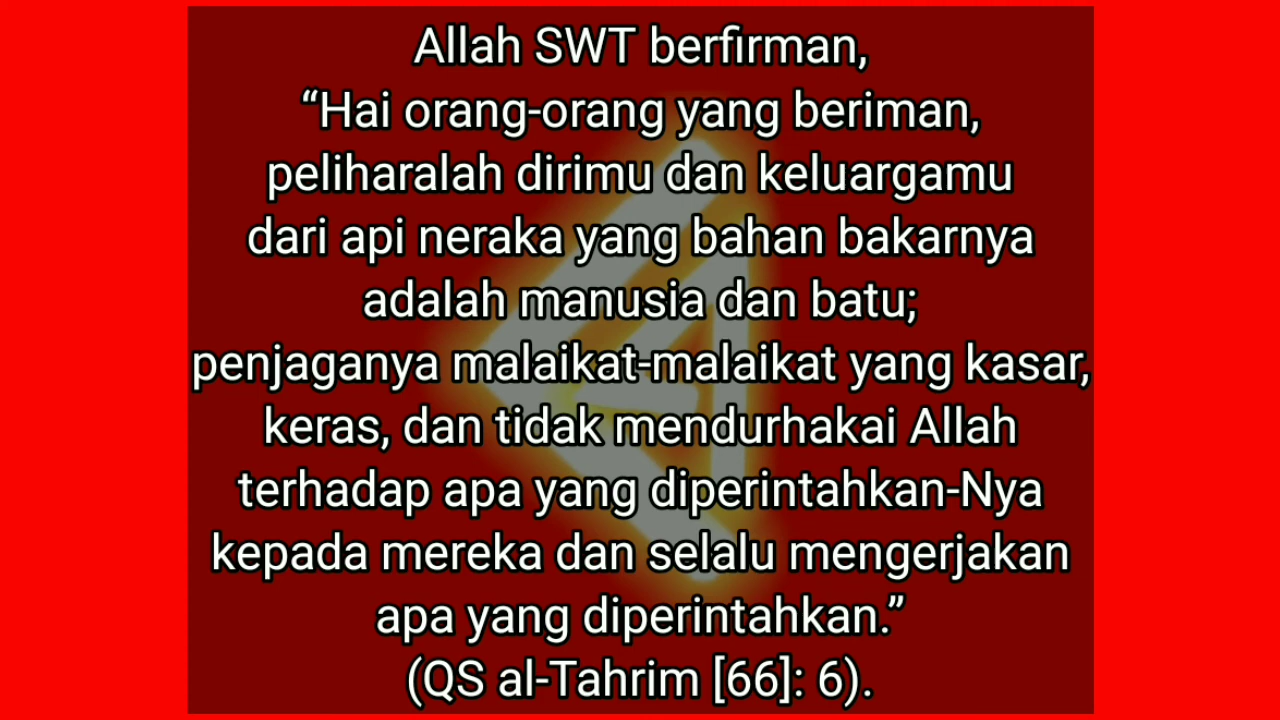 Allah SWT berfirman,
“Hai orang-orang yang beriman,
peliharalah dirimu dan keluargamu
dari api neraka yang bahan bakarnya
adalah manusia dan batu;
penjaganya malaikat-malaikat yang kasar,
keras, dan tidak mendurhakai Allah
terhadap apa yang diperintahkan-Nya
kepada mereka dan selalu mengerjakan
apa yang diperintahkan.”
(QS al-Tahrim [66]: 6).